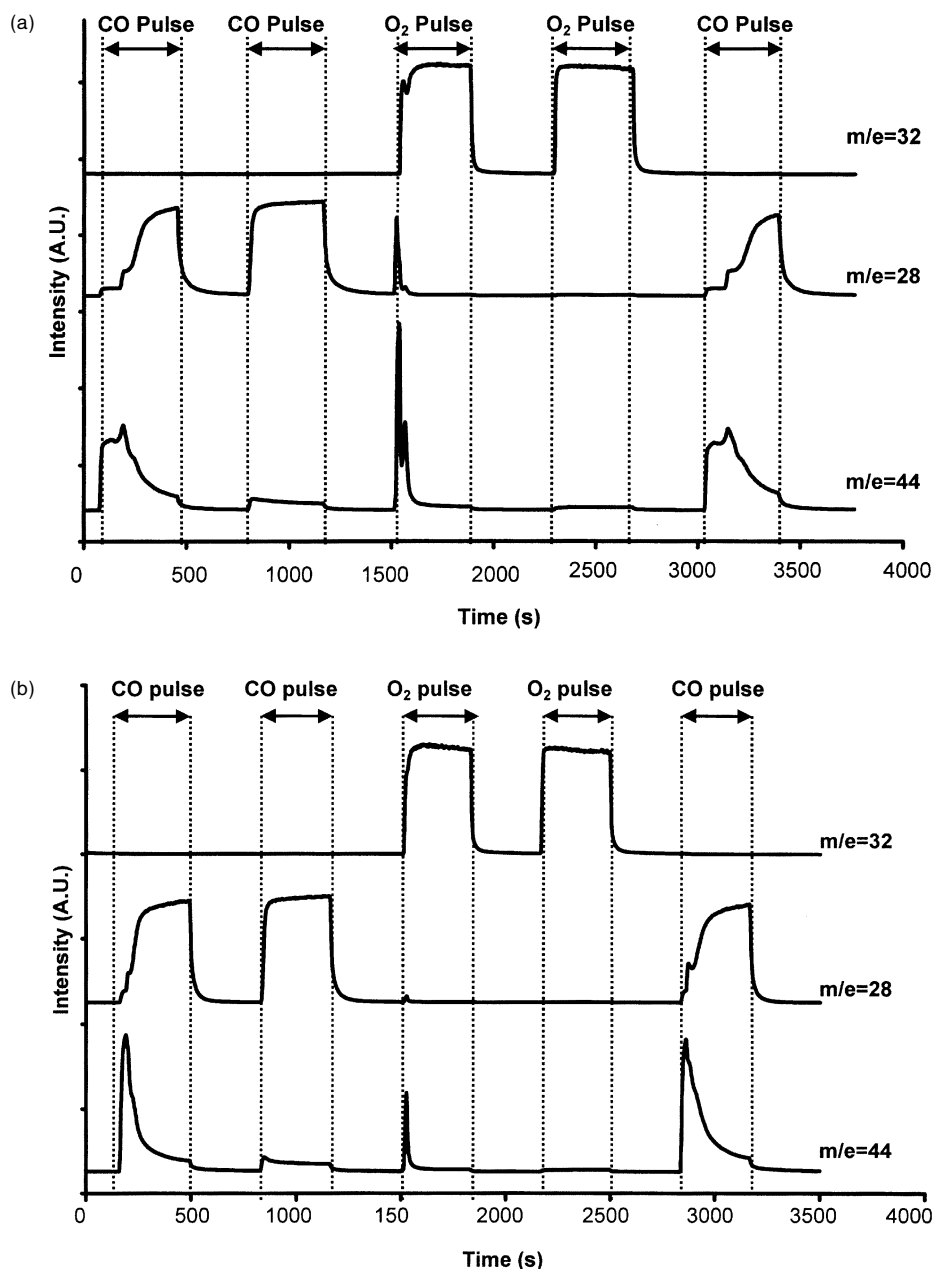 (a)
CO Pulse CO Pulse O₂ Pulse O₂ Pulse CO Pulse
m/e=32
m/e=28
m/e=44
Intensity (A.U.)
0 500 1000 1500 2000 2500 3000 3500 4000
Time (s)
(b)
CO pulse CO pulse O₂ pulse O₂ pulse CO pulse
m/e=32
m/e=28
m/e=44
Intensity (A.U.)
0 500 1000 1500 2000 2500 3000 3500 4000
Time (s)